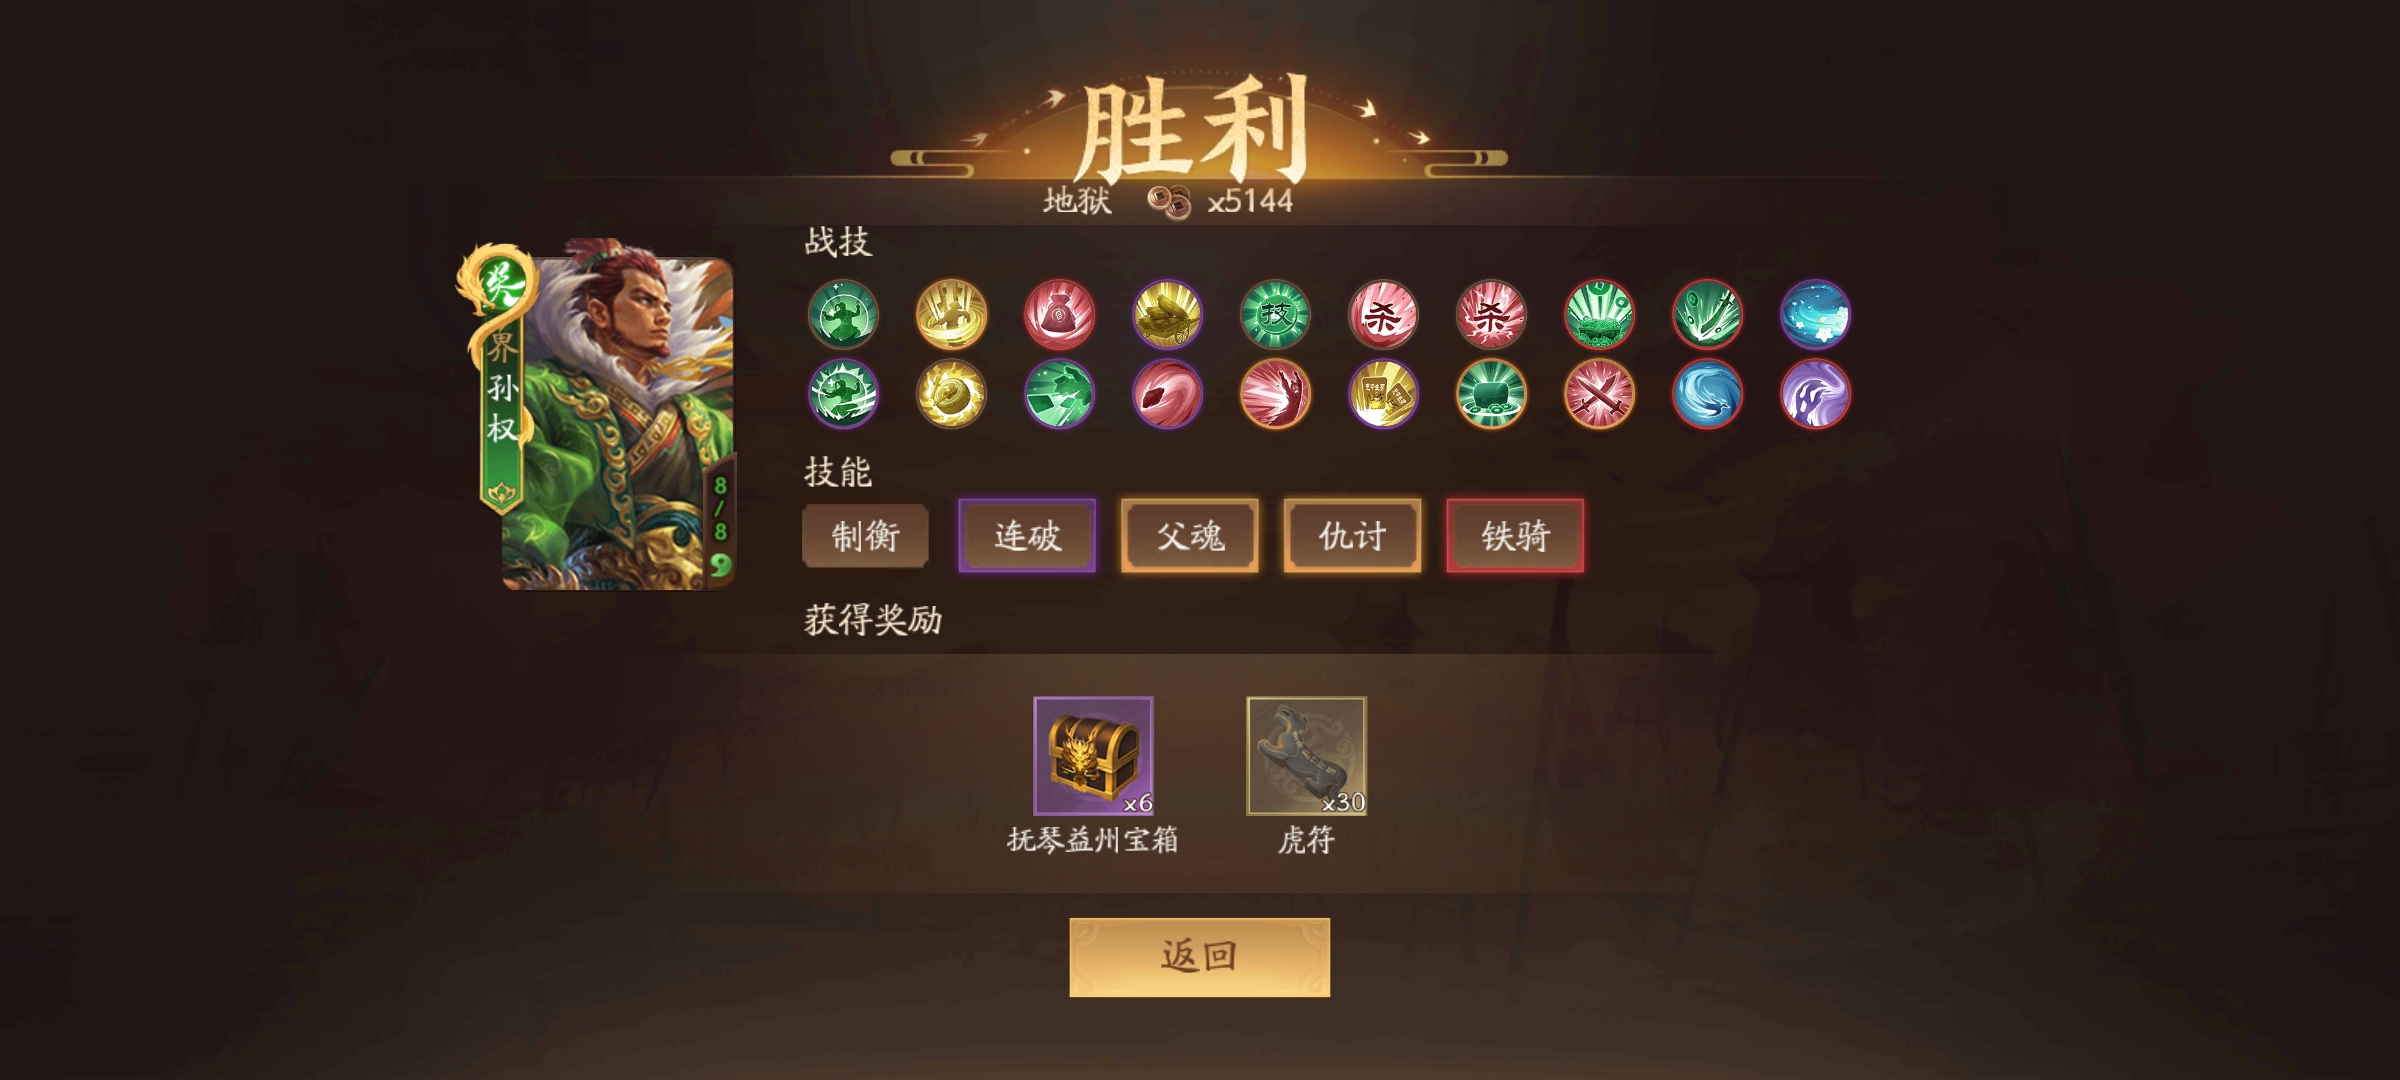 胜利
地狱 x5144
吴
界孙权
8/8
战技
技 杀 杀
技能
制衡 连破 父魂 仇讨 铁骑
获得奖励
x6 x30
抚琴益州宝箱 虎符
返回